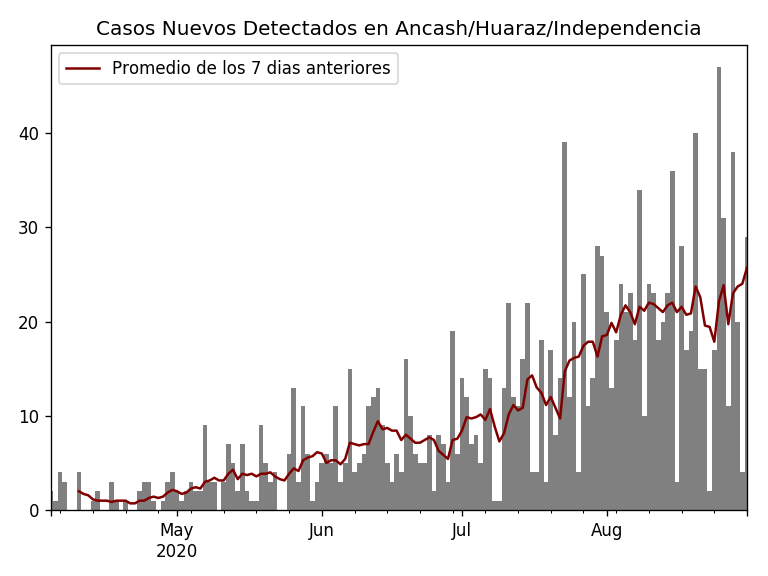 Casos Nuevos Detectados en Ancash/Huaraz/Independencia
Promedio de los 7 dias anteriores
40
30
20
10
0
May
2020
Jun
Jul
Aug